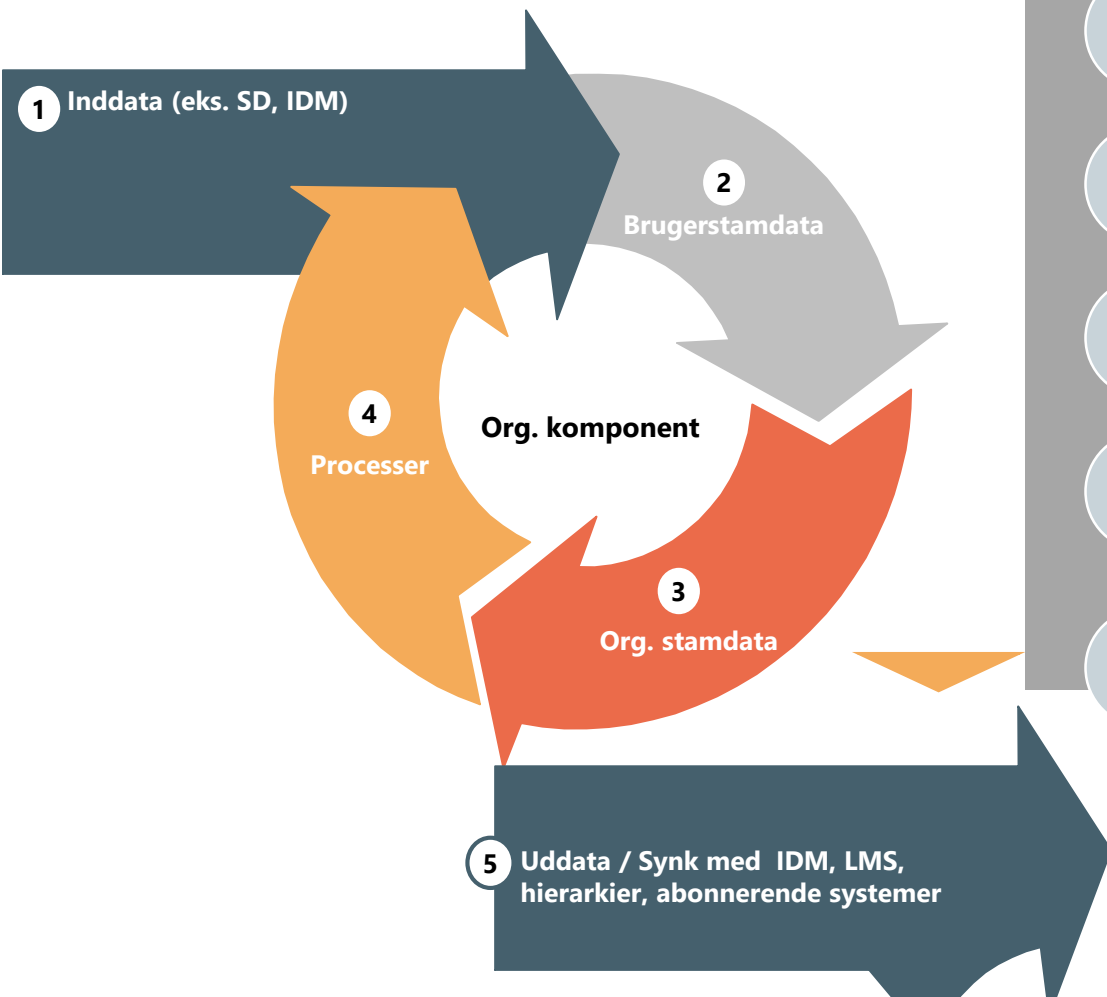 1 Inddata (eks. SD, IDM)
2
Brugerstamdata
Org. komponent
4
Processer
3
Org. stamdata
5 Uddata / Synk med  IDM, LMS,
hierarkier, abonnerende systemer